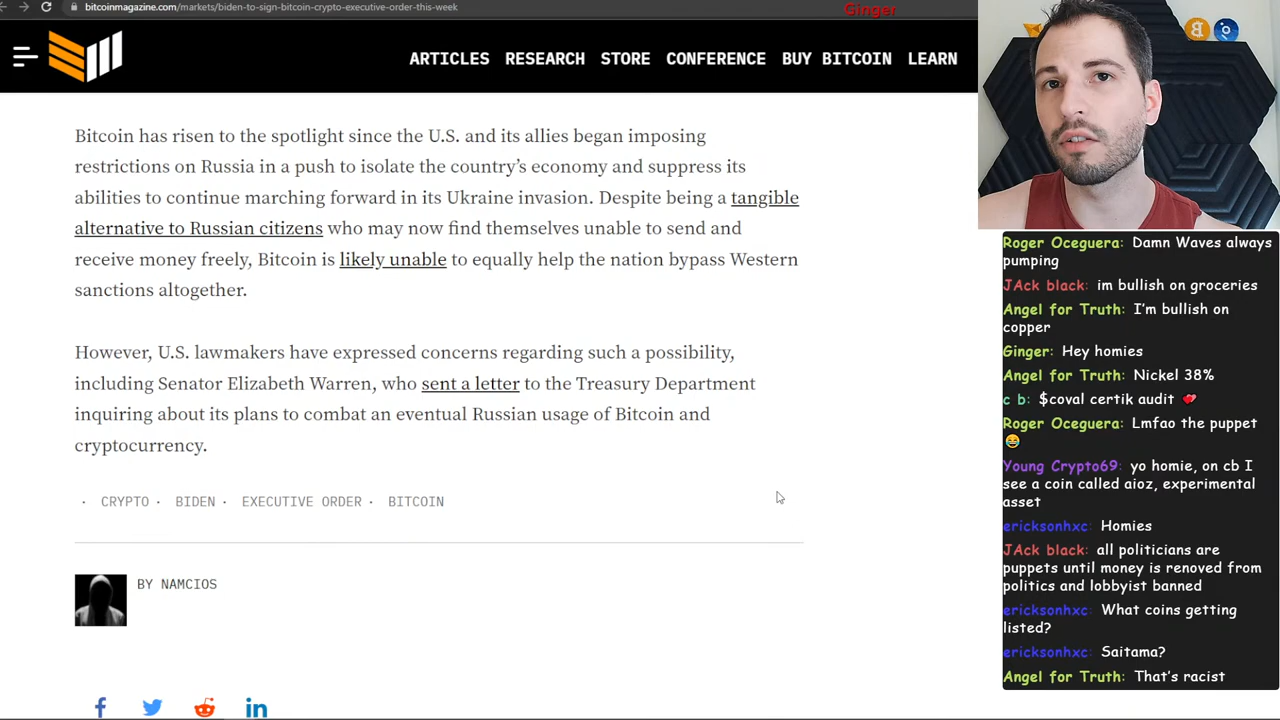 bitcoinmagazine.com/markets/biden-to-sign-bitcoin-crypto-executive-order-this-week
Ginger
ARTICLES RESEARCH STORE CONFERENCE BUY BITCOIN LEARN
Bitcoin has risen to the spotlight since the U.S. and its allies began imposing
restrictions on Russia in a push to isolate the country’s economy and suppress its
abilities to continue marching forward in its Ukraine invasion. Despite being a tangible
alternative to Russian citizens who may now find themselves unable to send and
receive money freely, Bitcoin is likely unable to equally help the nation bypass Western
sanctions altogether.
However, U.S. lawmakers have expressed concerns regarding such a possibility,
including Senator Elizabeth Warren, who sent a letter to the Treasury Department
inquiring about its plans to combat an eventual Russian usage of Bitcoin and
cryptocurrency.
· CRYPTO · BIDEN · EXECUTIVE ORDER · BITCOIN
BY NAMCIOS
Roger Oceguera: Damn Waves always
pumping
JAck black: im bullish on groceries
Angel for Truth: I’m bullish on
copper
Ginger: Hey homies
Angel for Truth: Nickel 38%
c b: $coval certik audit
Roger Oceguera: Lmfao the puppet
😂
Young Crypto69: yo homie, on cb I
see a coin called aioz, experimental
asset
ericksonhxc: Homies
JAck black: all politicians are
puppets until money is removed from
politics and lobbyist banned
ericksonhxc: What coins getting
listed?
ericksonhxc: Saitama?
Angel for Truth: That’s racist